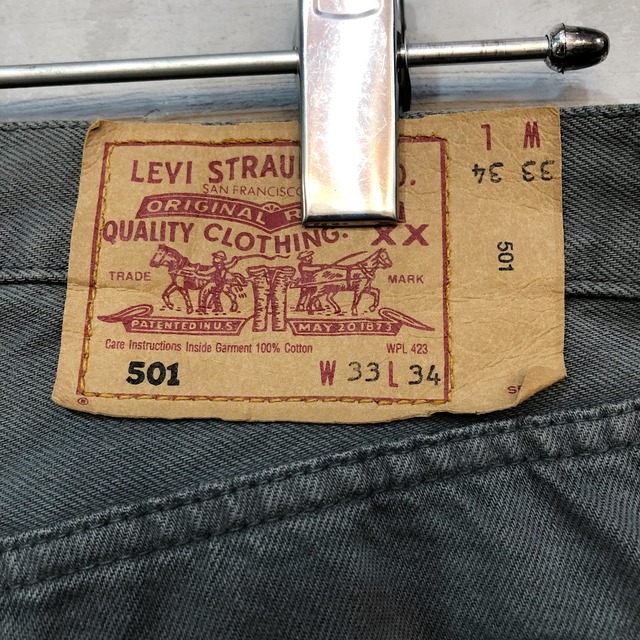 LEVI STRAU
SAN FRANCISCO
ORIGINAL R
QUALITY CLOTHING. XX
TRADE MARK
PATENTED IN U.S. MAY 20 1873
Care Instructions Inside Garment 100% Cotton WPL 423
501 W 33 L 34
®
W L
33 34
501